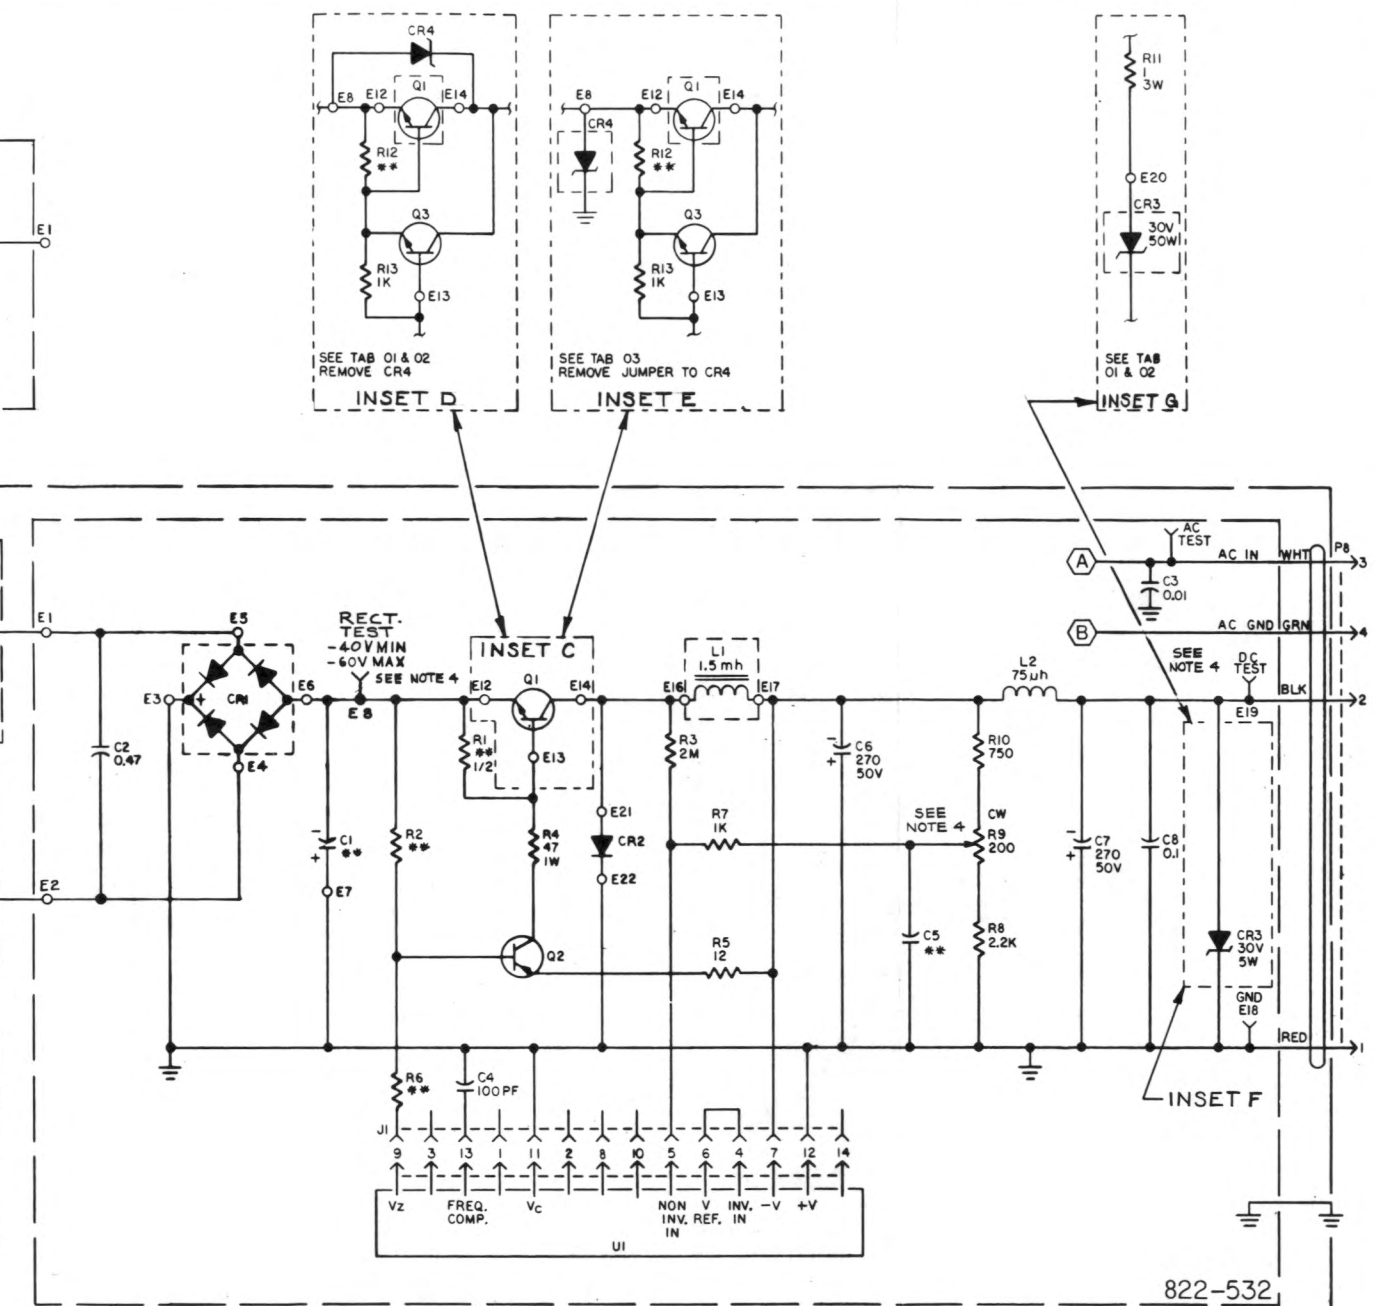 CR4
E8
E12
Q1
E14
R12
**
Q3
R13
1K
E13
SEE TAB 01 & 02
REMOVE CR4
INSET D
E8
CR4
E12
Q1
E14
R12
**
Q3
R13
1K
E13
SEE TAB 03
REMOVE JUMPER TO CR4
INSET E
R11
1
3W
E20
CR3
30V
50W
SEE TAB
01 & 02
INSET G
E1
E1
E2
C2
0.47
E5
E3
+
CR1
E6
E4
RECT.
TEST
-40V MIN
-60V MAX
SEE NOTE 4
E8
-
+
C1
**
E7
R2
**
INSET C
E12
Q1
E14
R1
**
1/2
E13
R4
47
1W
Q2
E21
CR2
E22
L1
1.5mh
E16
E17
R3
2M
R7
1K
R5
12
-
+
C6
270
50V
SEE
NOTE 4
C5
**
R10
750
CW
R9
200
R8
2.2K
L2
75µh
-
+
C7
270
50V
C8
0.1
A
AC
TEST
C3
0.01
AC IN
WHT
P8
3
B
AC GND
GRN
4
SEE
NOTE 4
DC
TEST
E19
BLK
2
CR3
30V
5W
GND
E18
RED
1
INSET F
R6
**
C4
100PF
J1
9 3 13 1 11 2 8 10 5 6 4 7 12 14
VZ
FREQ.
COMP.
VC
NON
INV.
IN
V
REF.
INV.
IN
-V
+V
U1
822-532